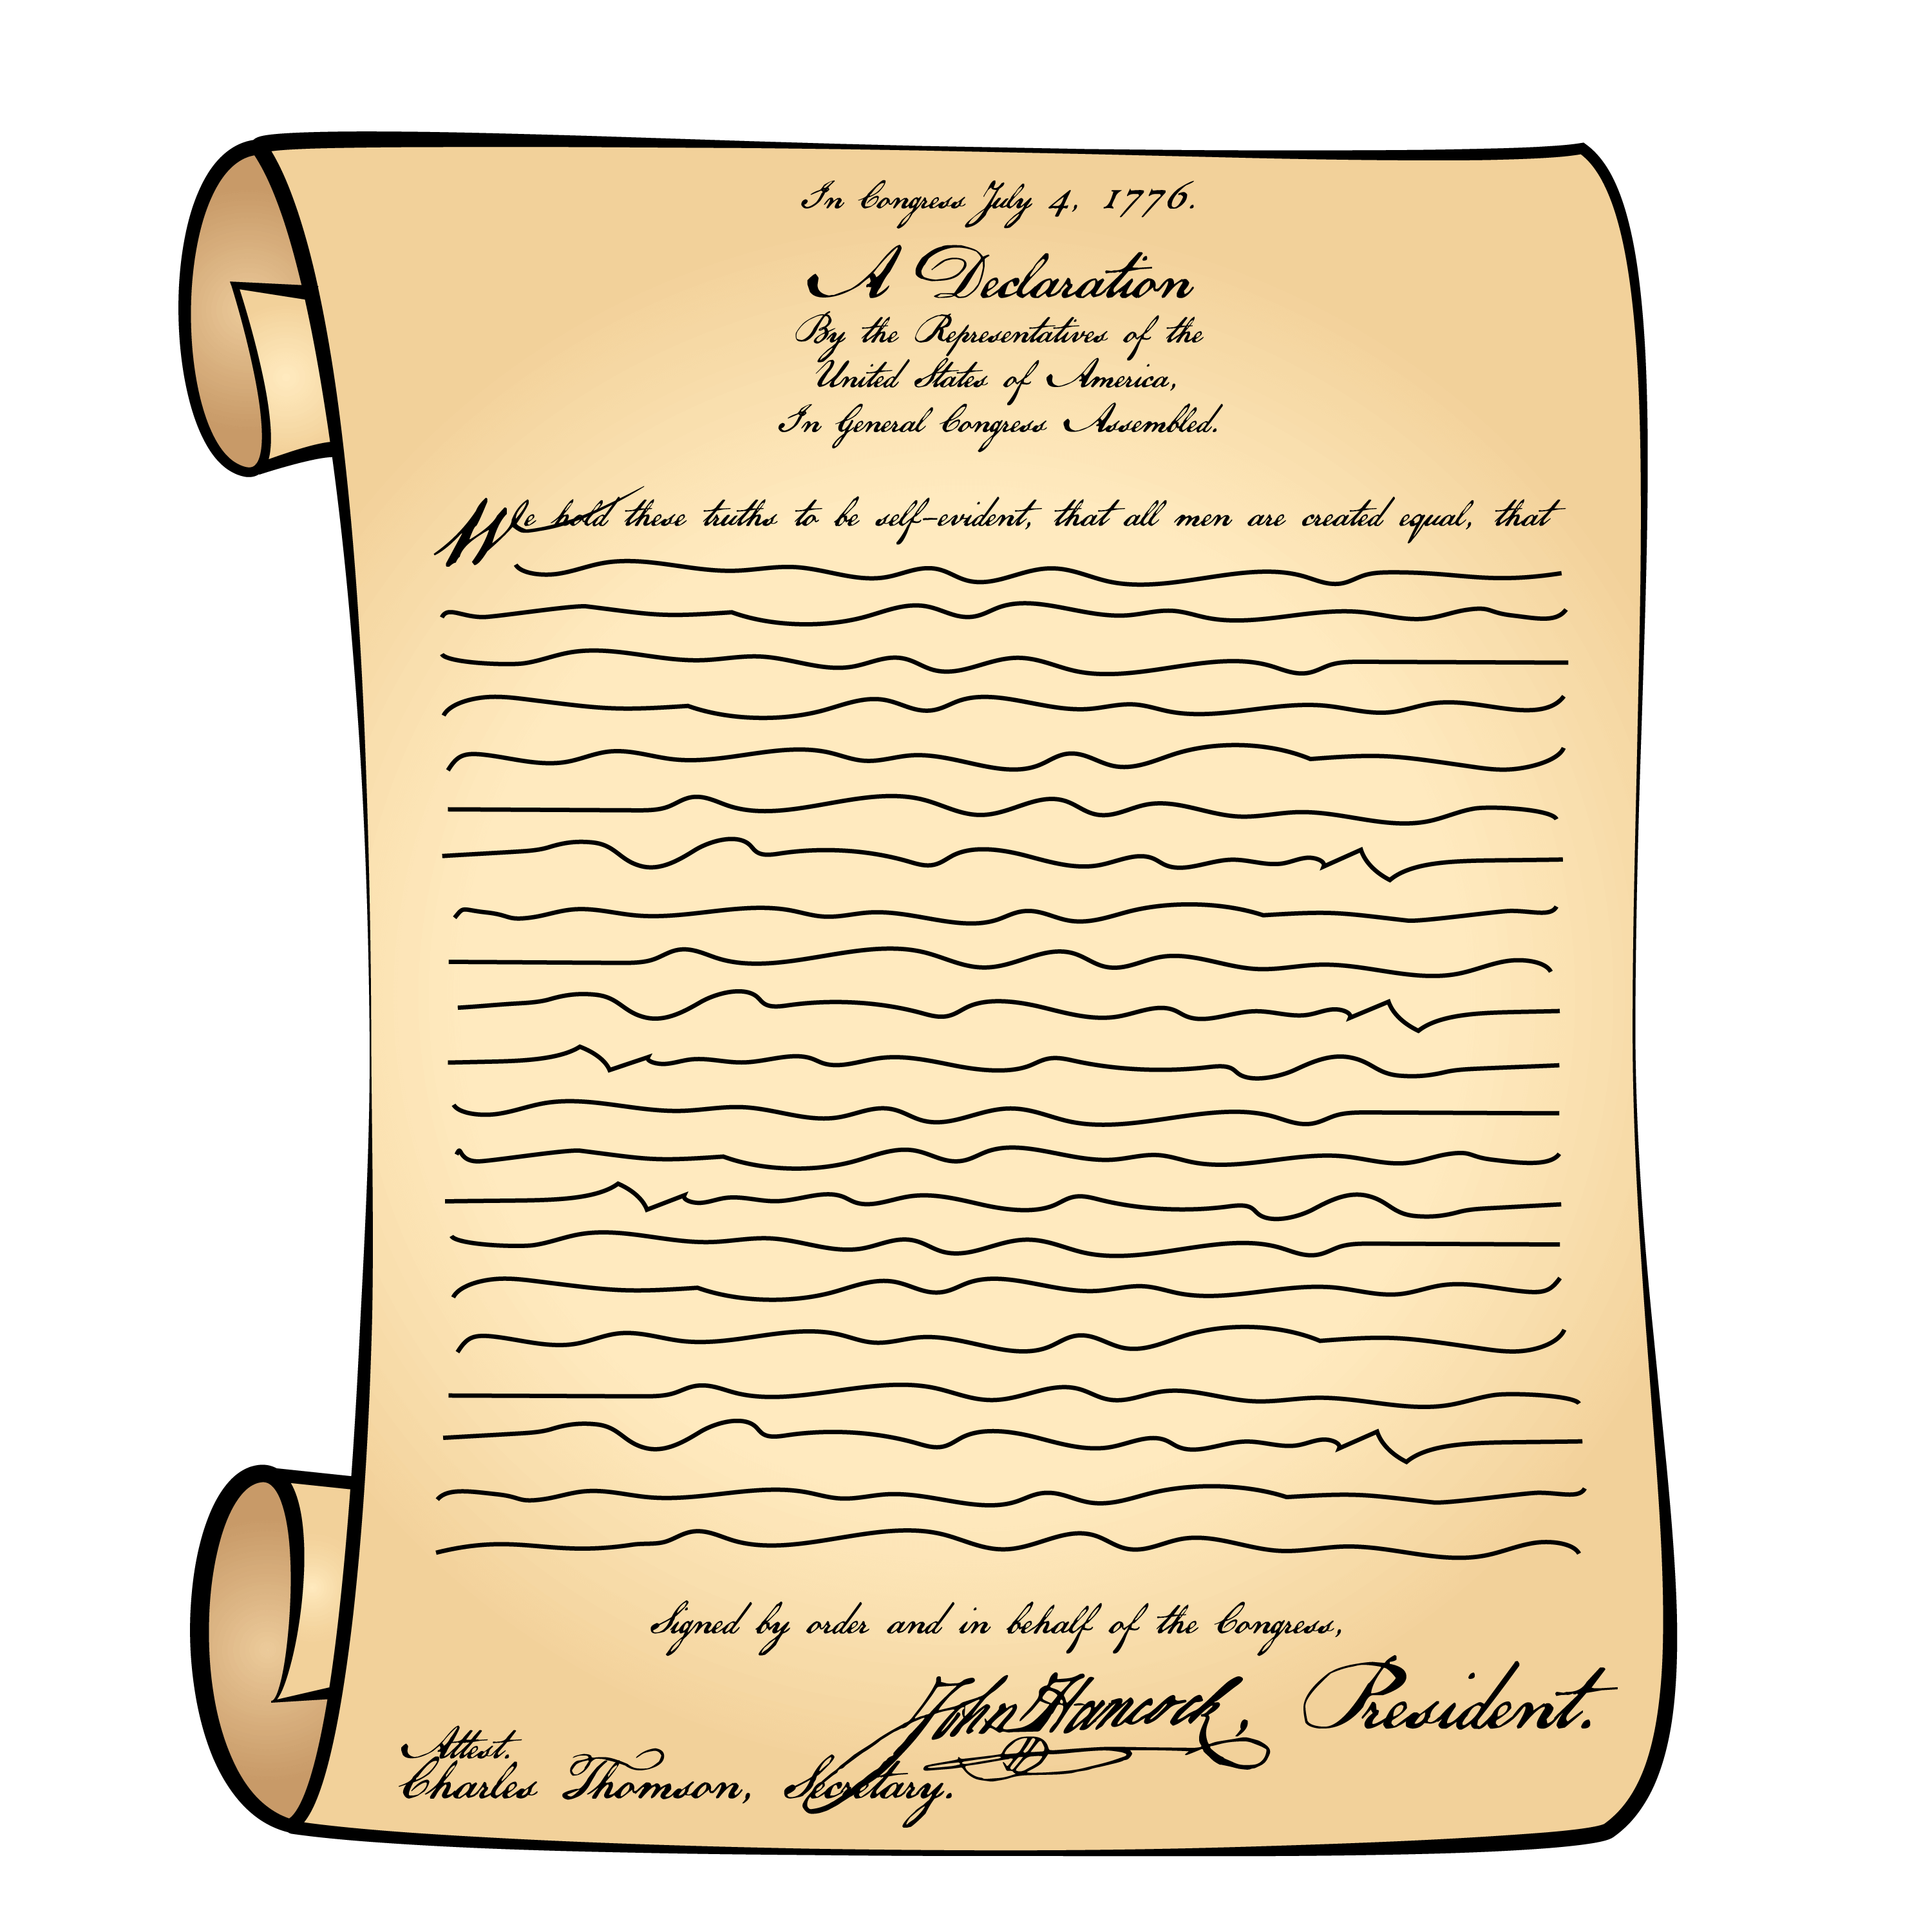 In Congress July 4, 1776.
A Declaration
By the Representatives of the
United States of America,
In General Congress Assembled.
We hold these truths to be self-evident, that all men are created equal, that
Signed by order and in behalf of the Congress,
John Hancock, President.
Attest.
Charles Thomson, Secretary.